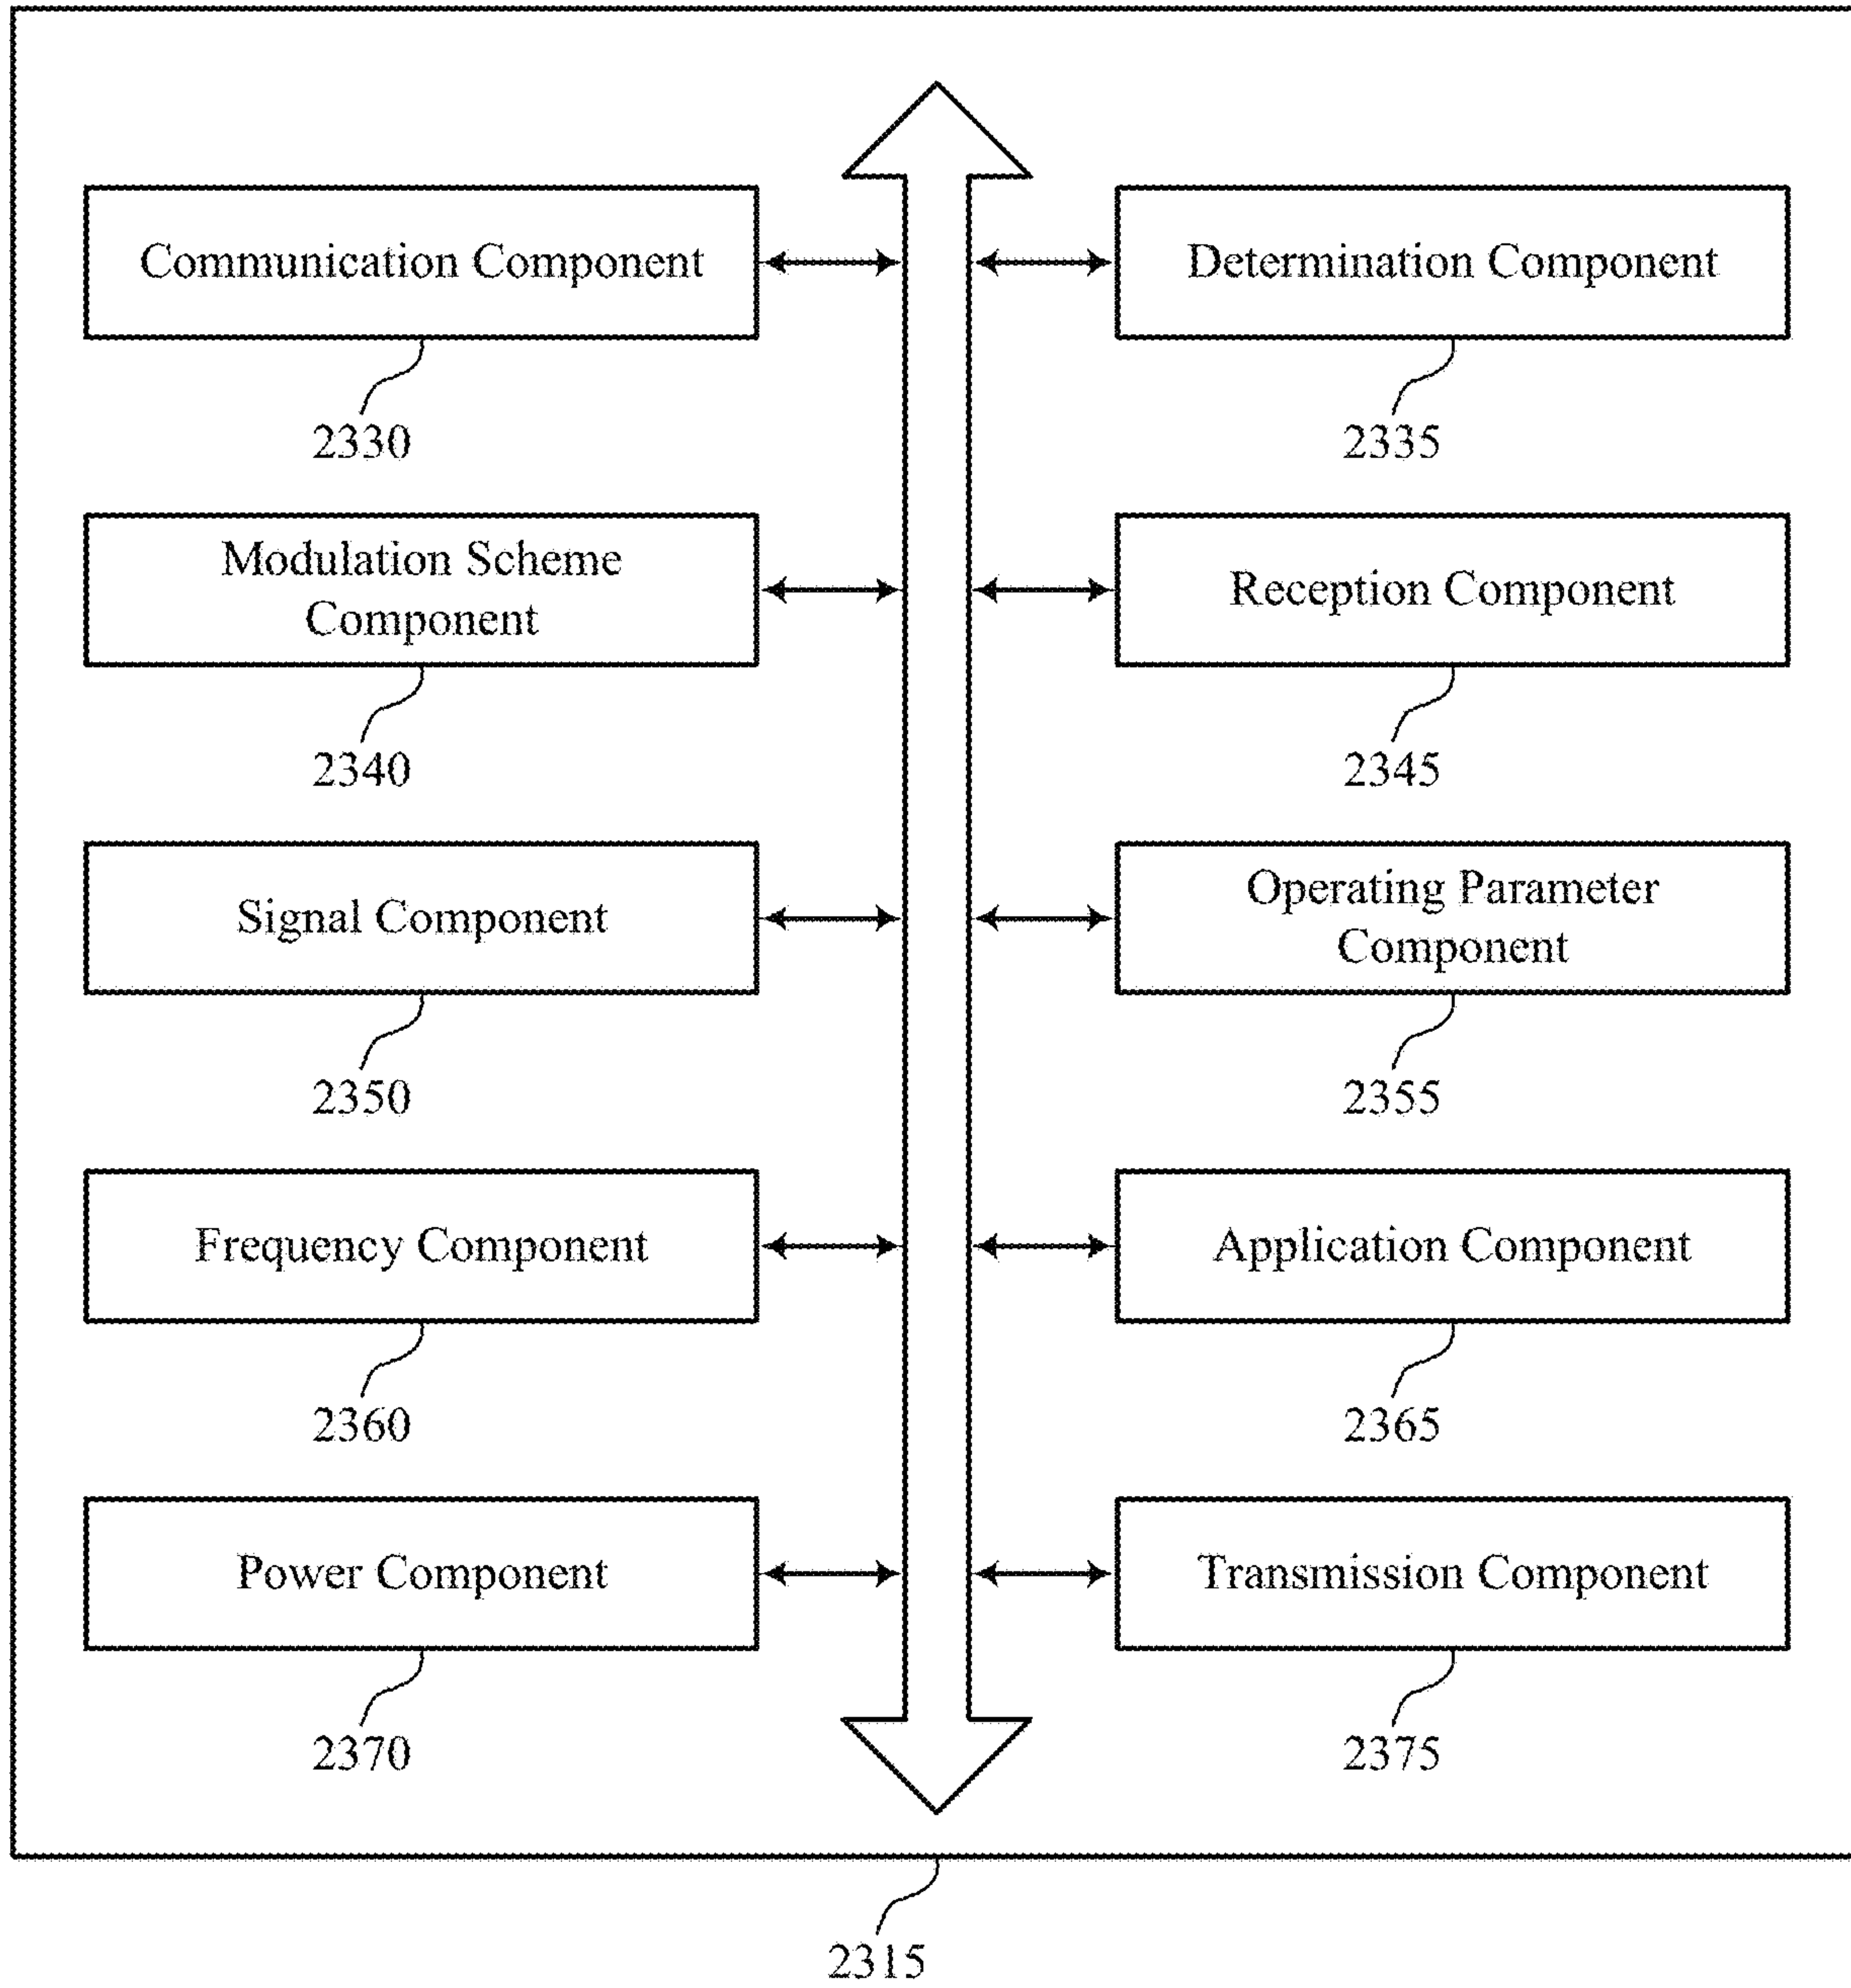 Communication Component
Determination Component
2330
2335
Modulation Scheme
Component
Reception Component
2340
2345
Signal Component
Operating Parameter
Component
2350
2355
Frequency Component
Application Component
2360
2365
Power Component
Transmission Component
2370
2375
2315